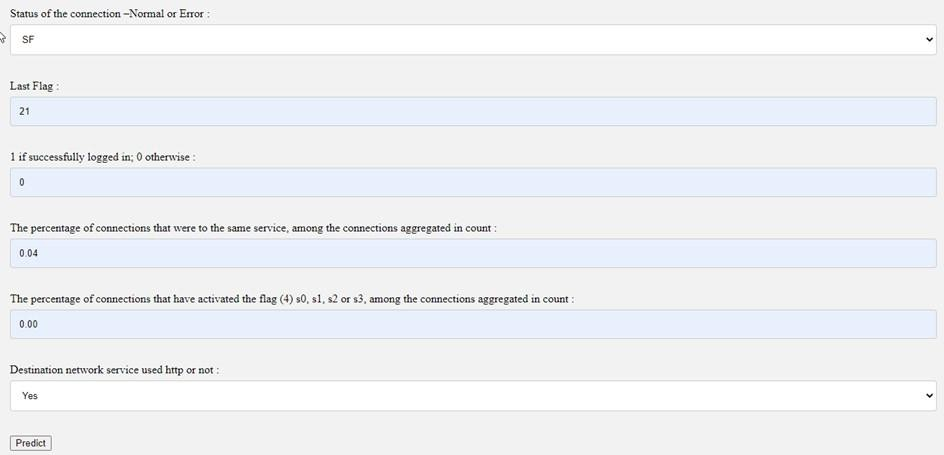 Status of the connection –Normal or Error :
SF
Last Flag :
21
1 if successfully logged in; 0 otherwise :
0
The percentage of connections that were to the same service, among the connections aggregated in count :
0.04
The percentage of connections that have activated the flag (4) s0, s1, s2 or s3, among the connections aggregated in count :
0.00
Destination network service used http or not :
Yes
Predict